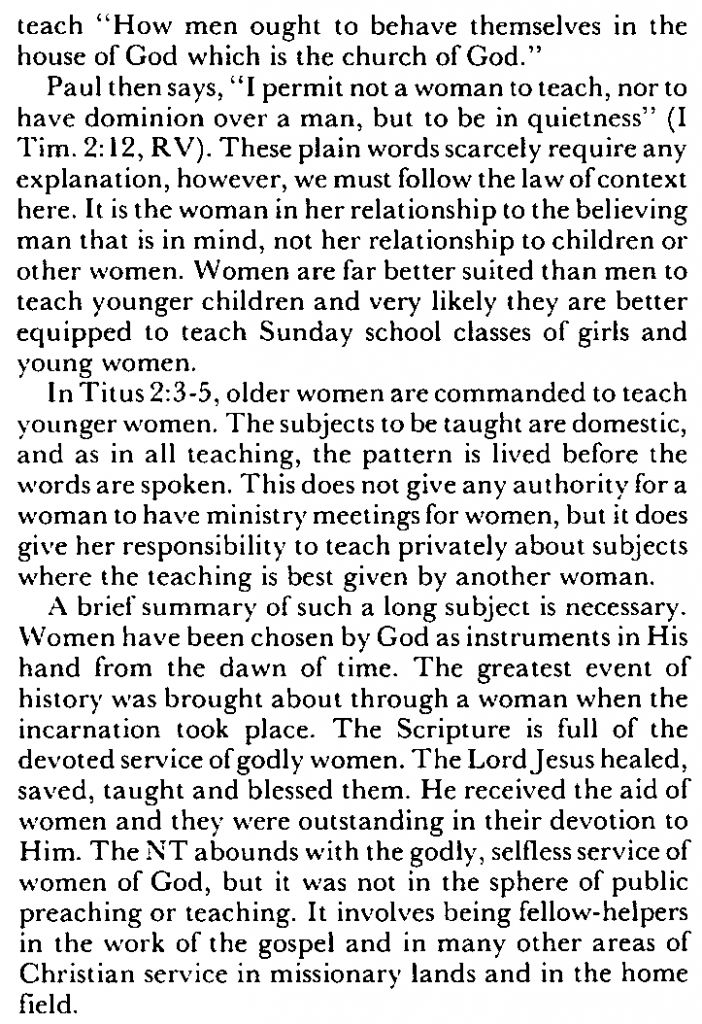 teach “How men ought to behave themselves in the
house of God which is the church of God.”
Paul then says, “I permit not a woman to teach, nor to
have dominion over a man, but to be in quietness” (I
Tim. 2:12, RV). These plain words scarcely require any
explanation, however, we must follow the law of context
here. It is the woman in her relationship to the believing
man that is in mind, not her relationship to children or
other women. Women are far better suited than men to
teach younger children and very likely they are better
equipped to teach Sunday school classes of girls and
young women.
In Titus 2:3-5, older women are commanded to teach
younger women. The subjects to be taught are domestic,
and as in all teaching, the pattern is lived before the
words are spoken. This does not give any authority for a
woman to have ministry meetings for women, but it does
give her responsibility to teach privately about subjects
where the teaching is best given by another woman.
A brief summary of such a long subject is necessary.
Women have been chosen by God as instruments in His
hand from the dawn of time. The greatest event of
history was brought about through a woman when the
incarnation took place. The Scripture is full of the
devoted service of godly women. The Lord Jesus healed,
saved, taught and blessed them. He received the aid of
women and they were outstanding in their devotion to
Him. The NT abounds with the godly, selfless service of
women of God, but it was not in the sphere of public
preaching or teaching. It involves being fellow-helpers
in the work of the gospel and in many other areas of
Christian service in missionary lands and in the home
field.